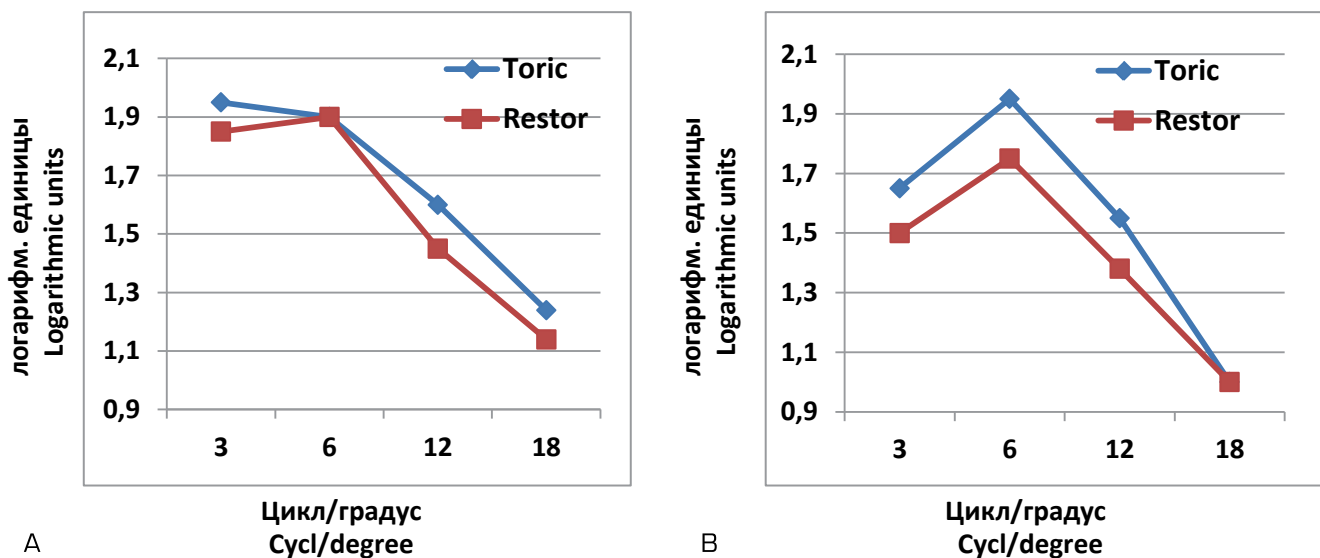 2,1
1,9
1,7
1,5
1,3
1,1
0,9
логарифм. единицы
Logarithmic units
Toric
Restor
3 6 12 18
Цикл/градус
Cycl/degree
A
2,1
1,9
1,7
1,5
1,3
1,1
0,9
логарифм. единицы
Logarithmic units
Toric
Restor
3 6 12 18
Цикл/градус
Cycl/degree
B